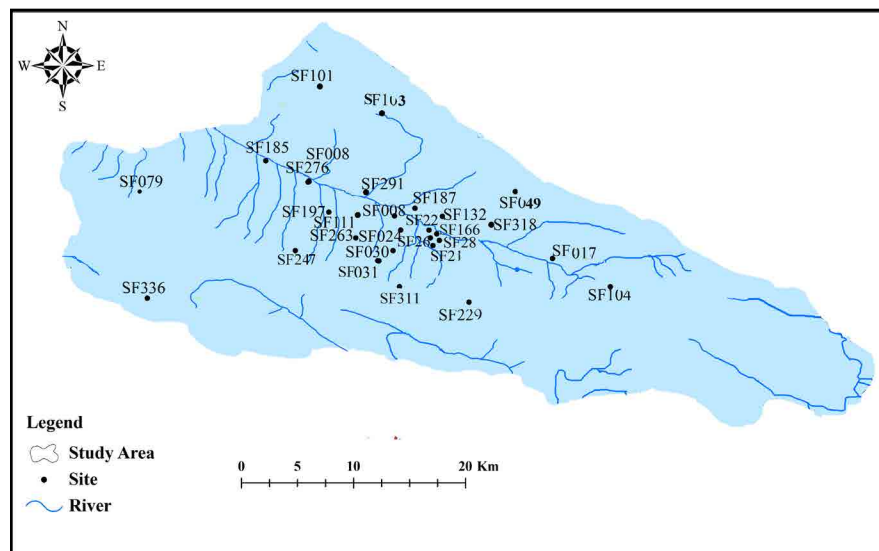 N
W E
S
SF101
SF103
SF185
SF008
SF276
SF079
SF291
SF187
SF049
SF197
SF008
SF132
SF111
SF22
SF318
SF263
SF024
SF166
SF26
SF28
SF247
SF030
SF21
SF017
SF031
SF336
SF311
SF104
SF229
Legend
Study Area
Site
River
0 5 10 20 Km